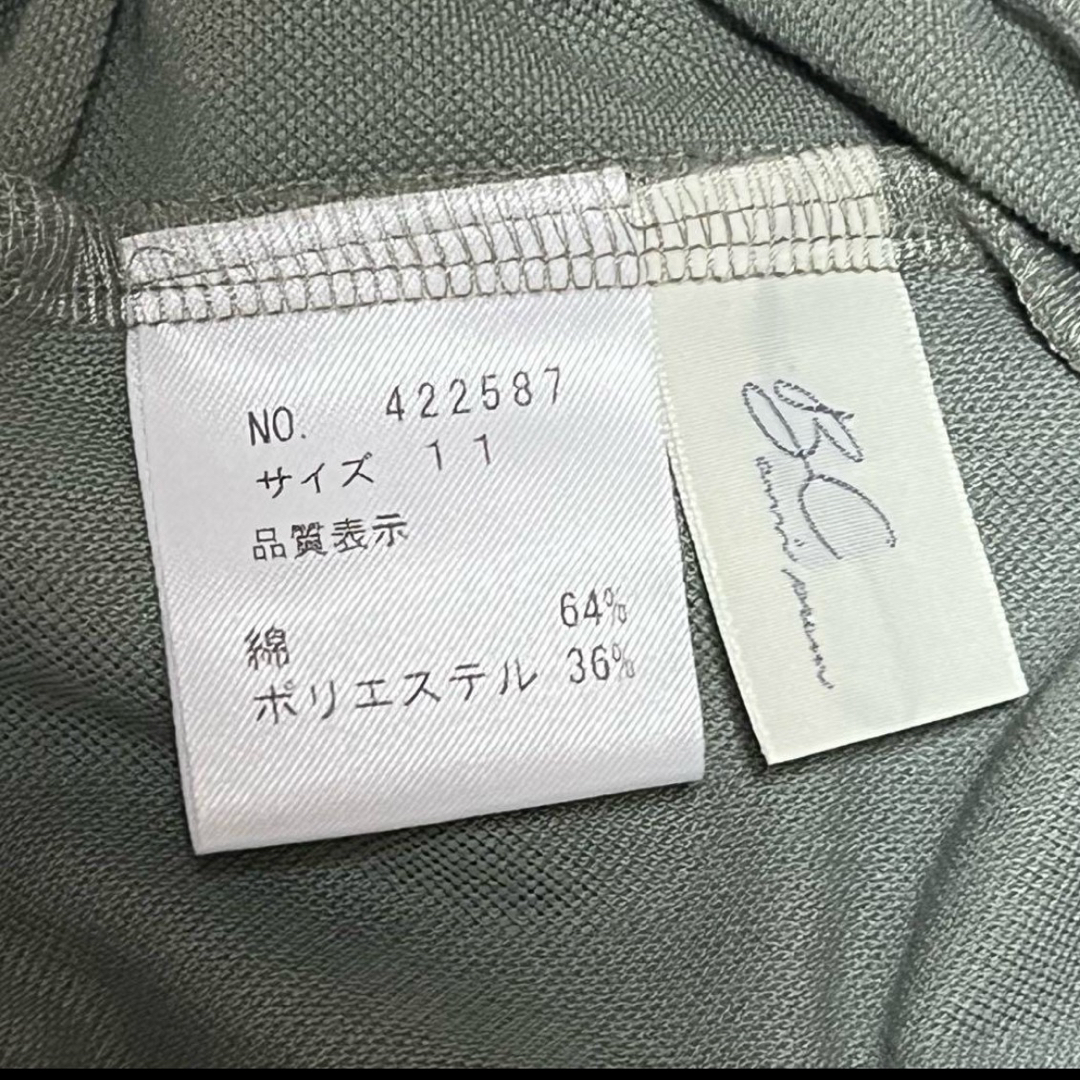 NO. 422587
サイズ 11
品質表示
綿 64%
ポリエステル 36%